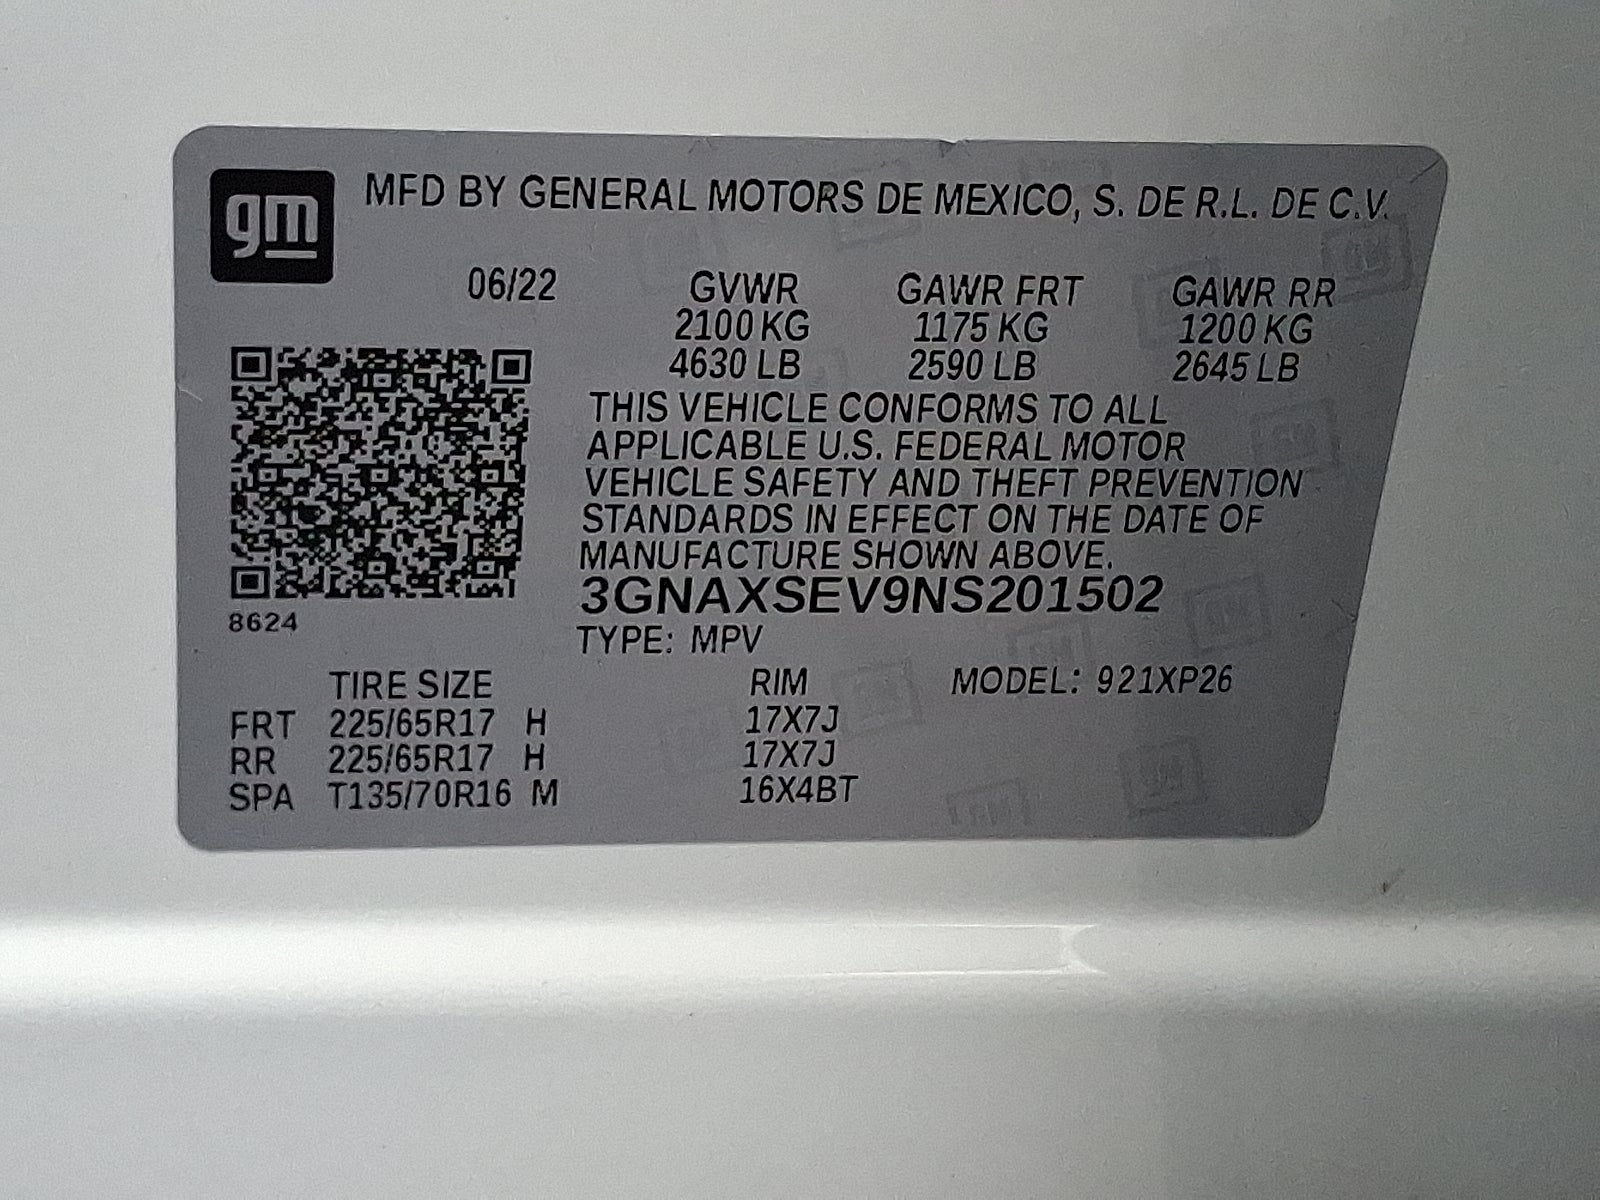 gm MFD BY GENERAL MOTORS DE MEXICO, S. DE R.L. DE C.V.
06/22 GVWR GAWR FRT GAWR RR
2100 KG 1175 KG 1200 KG
4630 LB 2590 LB 2645 LB
THIS VEHICLE CONFORMS TO ALL
APPLICABLE U.S. FEDERAL MOTOR
VEHICLE SAFETY AND THEFT PREVENTION
STANDARDS IN EFFECT ON THE DATE OF
MANUFACTURE SHOWN ABOVE.
3GNAXSEV9NS201502
8624
TYPE: MPV
TIRE SIZE RIM MODEL: 921XP26
FRT 225/65R17 H 17X7J
RR 225/65R17 H 17X7J
SPA T135/70R16 M 16X4BT